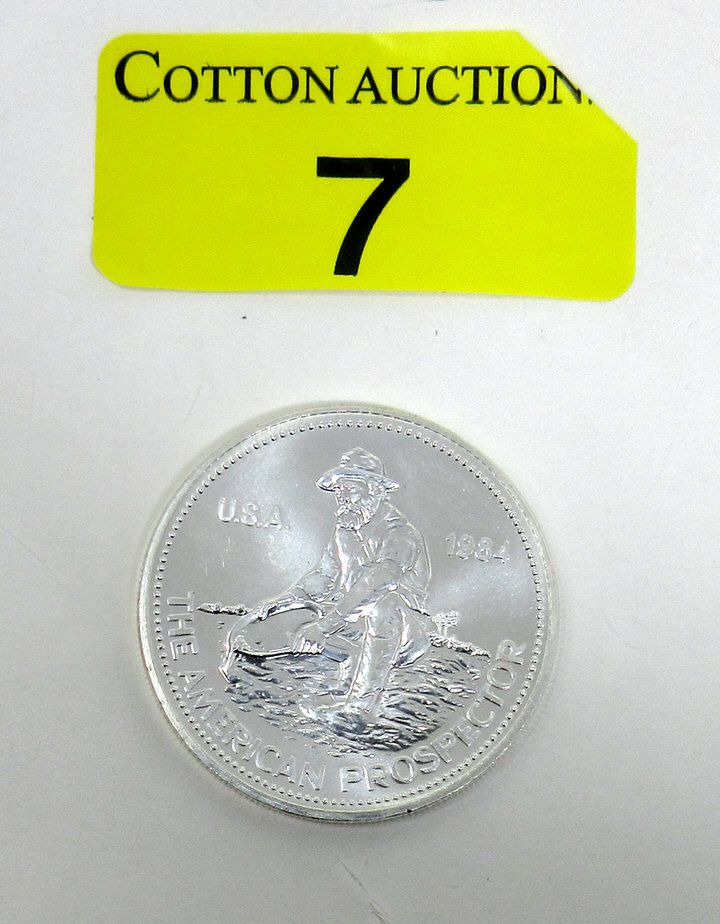 COTTON AUCTION
7
U.S.A.
1984
THE AMERICAN PROSPECTOR